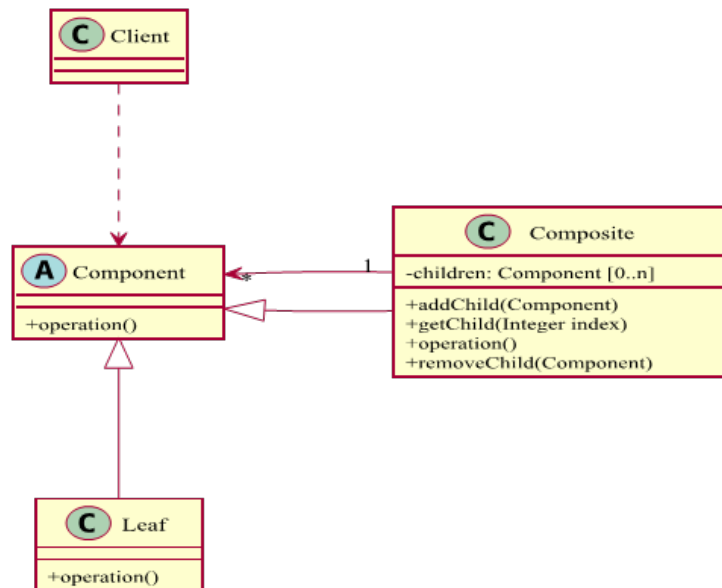 C Client
A Component
+operation()
1
*
C Composite
-children: Component [0..n]
+addChild(Component)
+getChild(Integer index)
+operation()
+removeChild(Component)
C Leaf
+operation()